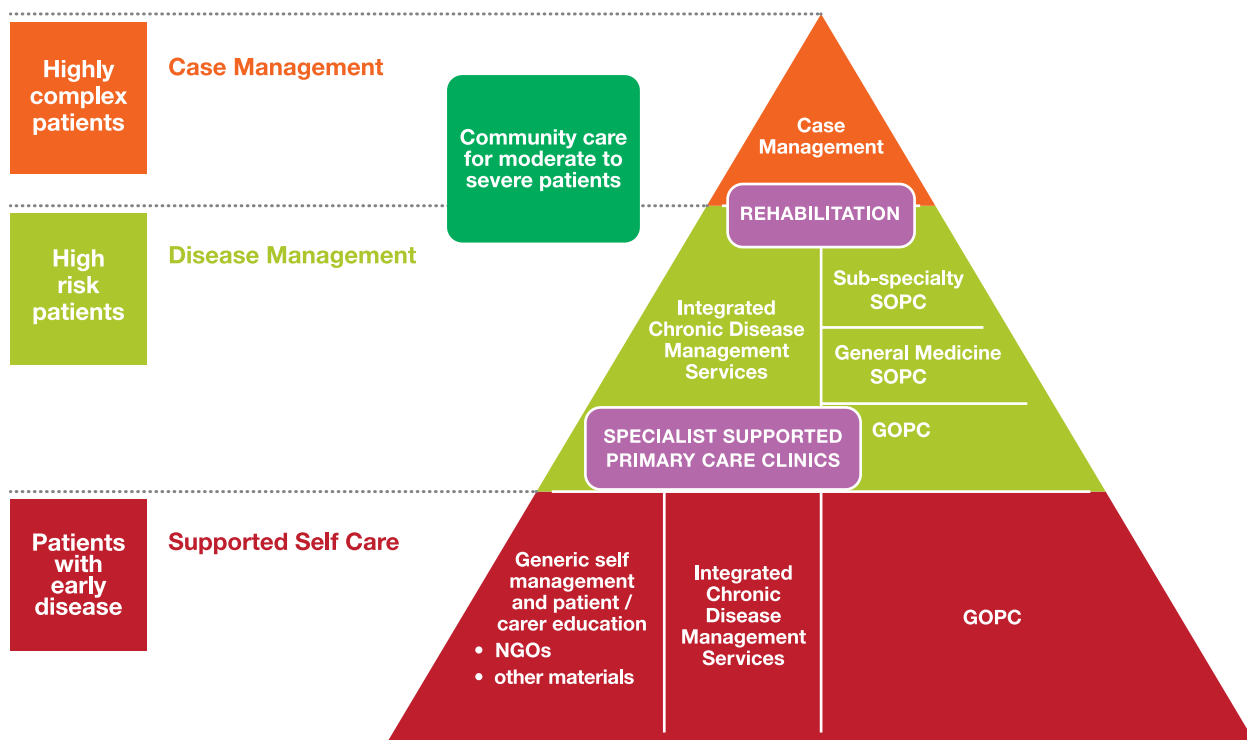 Highly
complex
patients
Case Management
Community care
for moderate to
severe patients
Case
Management
REHABILITATION
High
risk
patients
Disease Management
Integrated
Chronic Disease
Management
Services
Sub-specialty
SOPC
General Medicine
SOPC
GOPC
SPECIALIST SUPPORTED
PRIMARY CARE CLINICS
Patients
with
early
disease
Supported Self Care
Generic self
management
and patient /
carer education
• NGOs
• other materials
Integrated
Chronic
Disease
Management
Services
GOPC